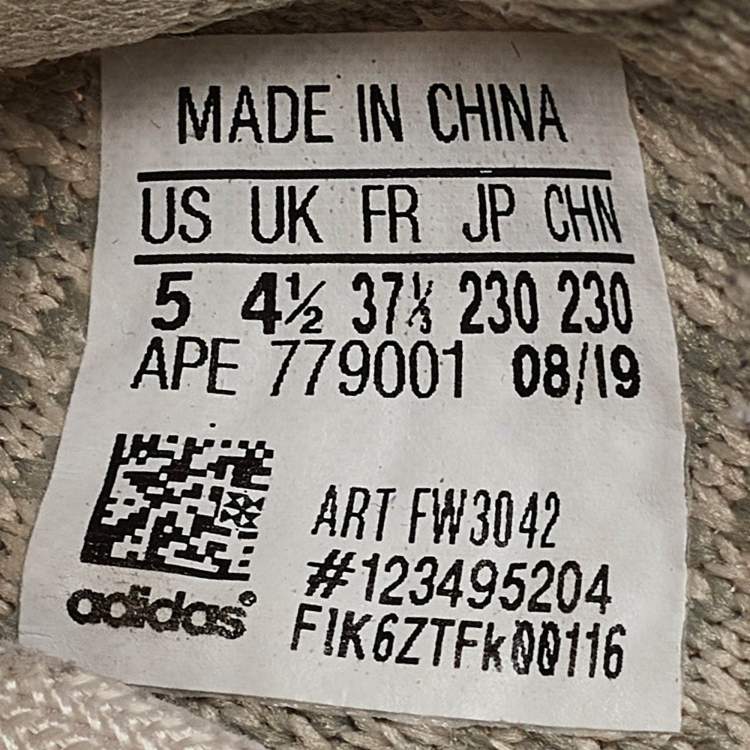 MADE IN CHINA
US UK FR JP CHN
5 4½ 37⅓ 230 230
APE 779001 08/19
ART FW3042
#123495204
F1K6ZTFK00116
adidas